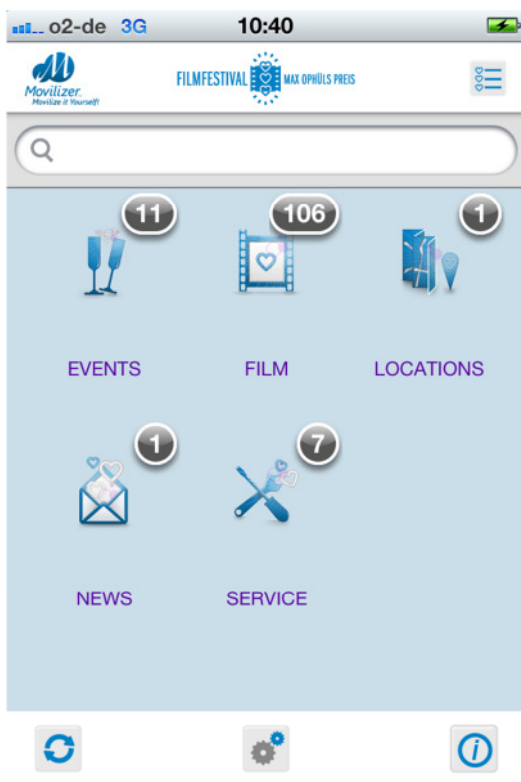 o2-de 3G 10:40
Movilizer.
Movilize it Yourself!
FILMFESTIVAL MAX OPHÜLS PREIS
11 106 1
EVENTS FILM LOCATIONS
1 7
NEWS SERVICE